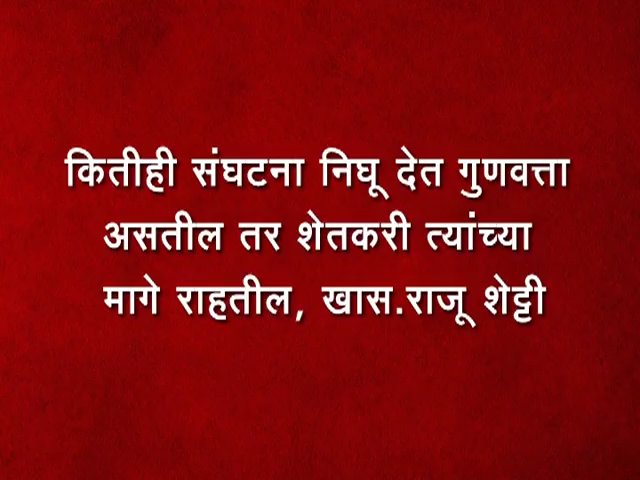 कितीही संघटना निघू देत गुणवत्ता
असतील तर शेतकरी त्यांच्या
मागे राहतील, खास.राजू शेट्टी